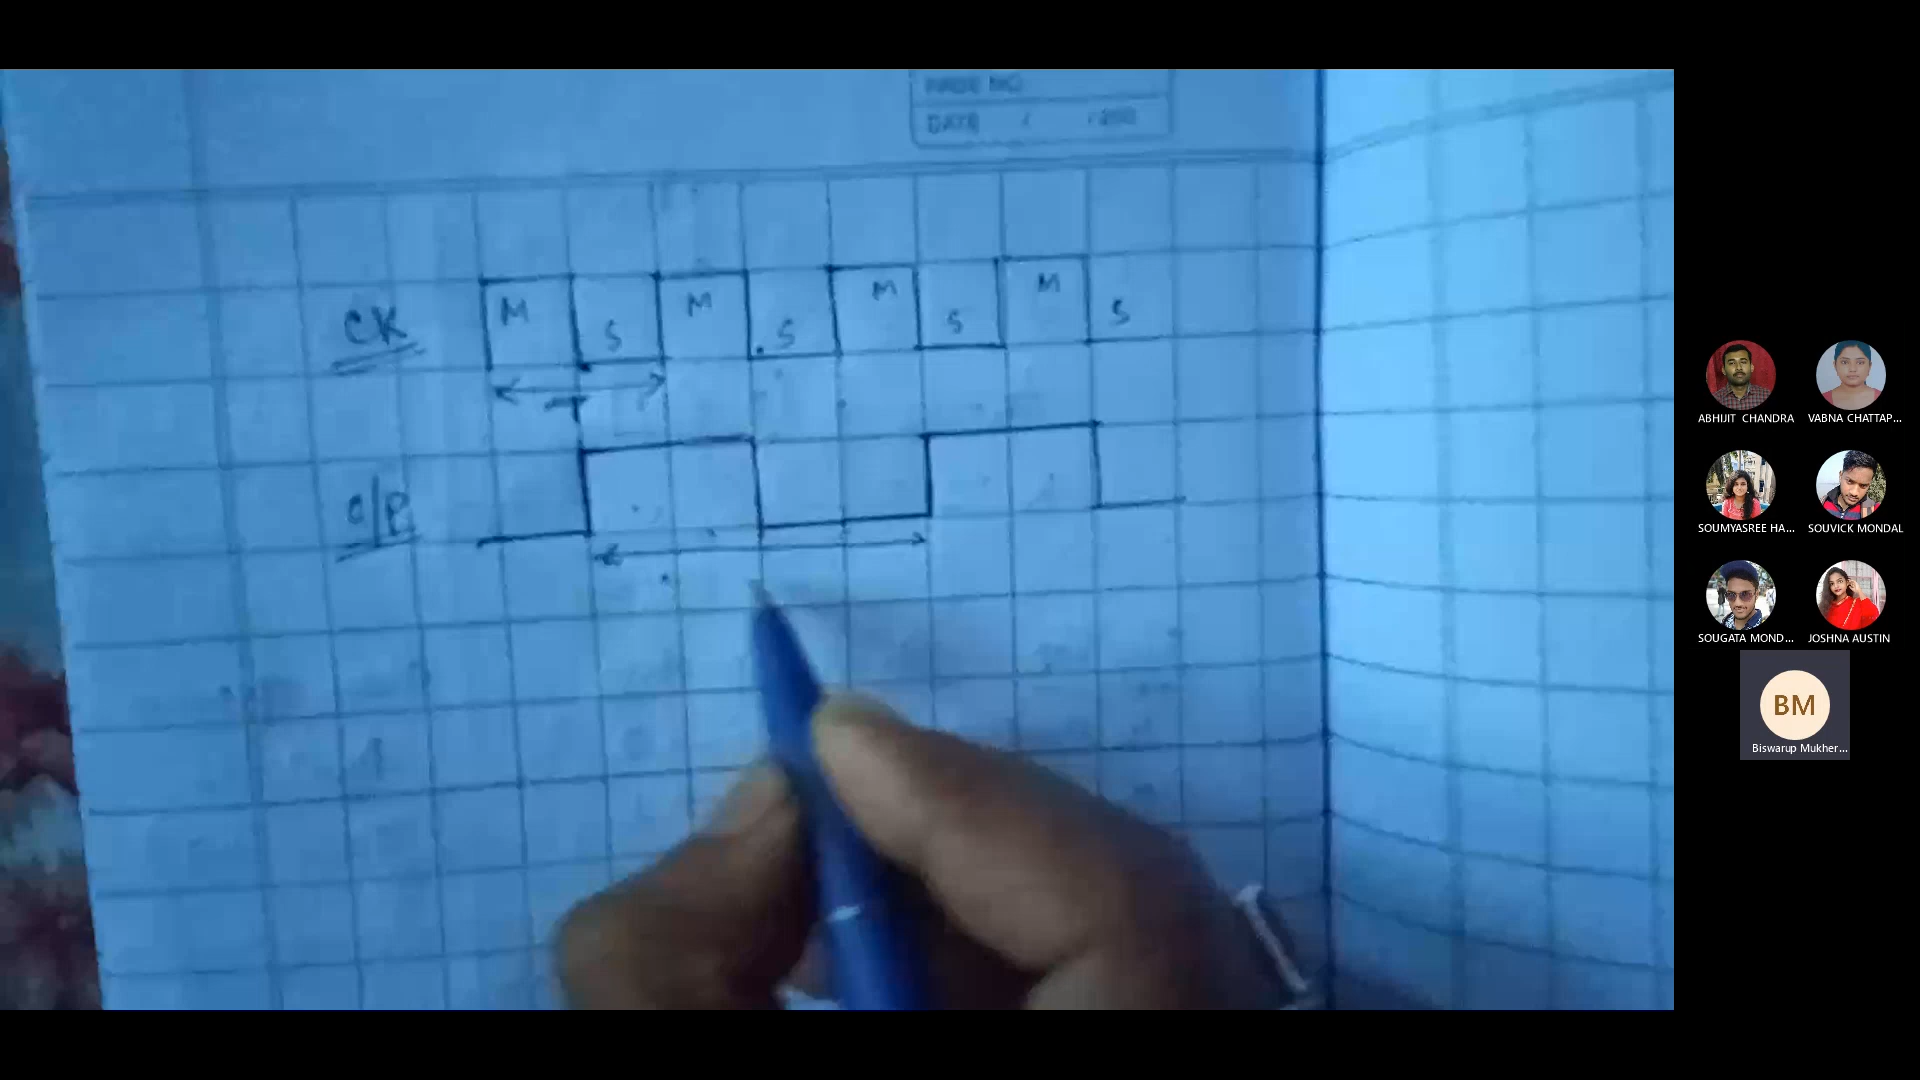 PAGE NO.
DATE / / 200
CK M S M S M S M S
T
O/P
ABHIJIT CHANDRA VABNA CHATTAP...
SOUMYASREE HA... SOUVICK MONDAL
SOUGATA MOND... JOSHNA AUSTIN
BM
Biswarup Mukher...